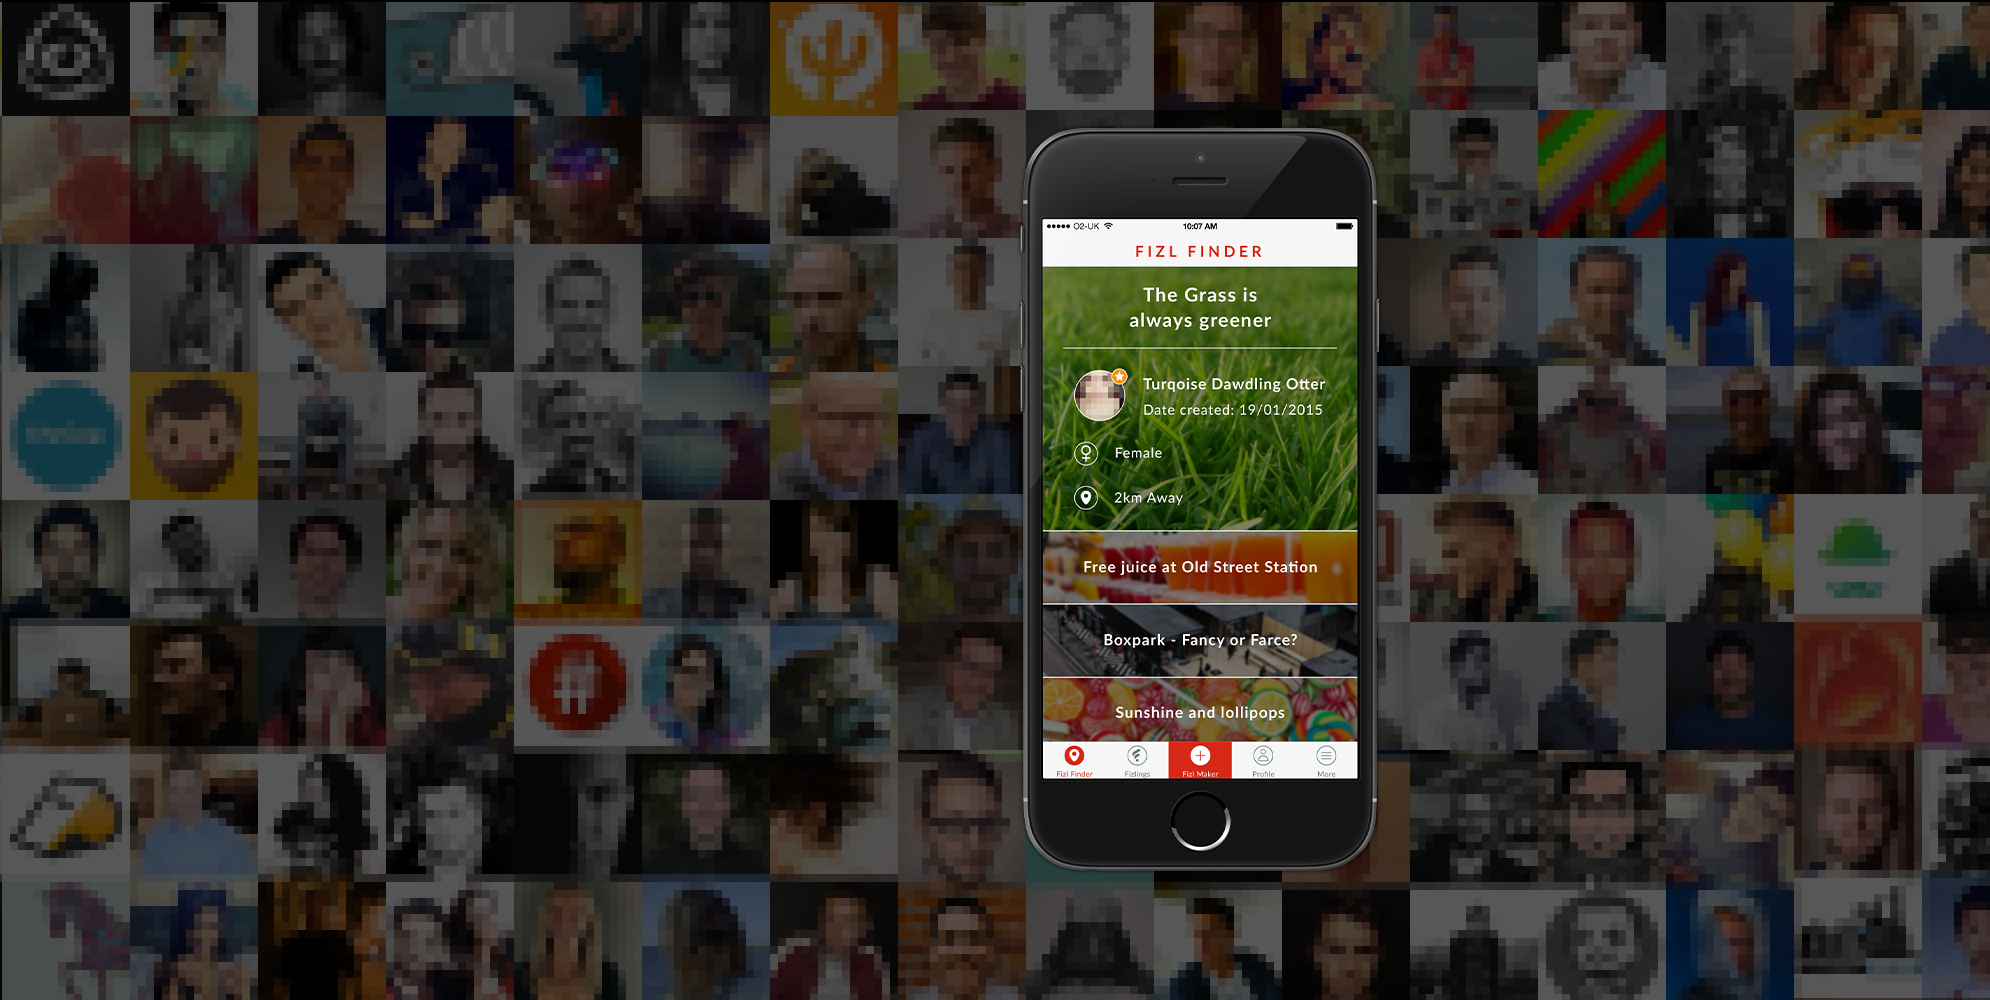 O2-UK
10:07 AM
FIZL FINDER
The Grass is
always greener
Turqoise Dawdling Otter
Date created: 19/01/2015
Female
2km Away
Free juice at Old Street Station
Boxpark - Fancy or Farce?
Sunshine and lollipops
Fizl Finder
Fizlings
Fizl Maker
Profile
More